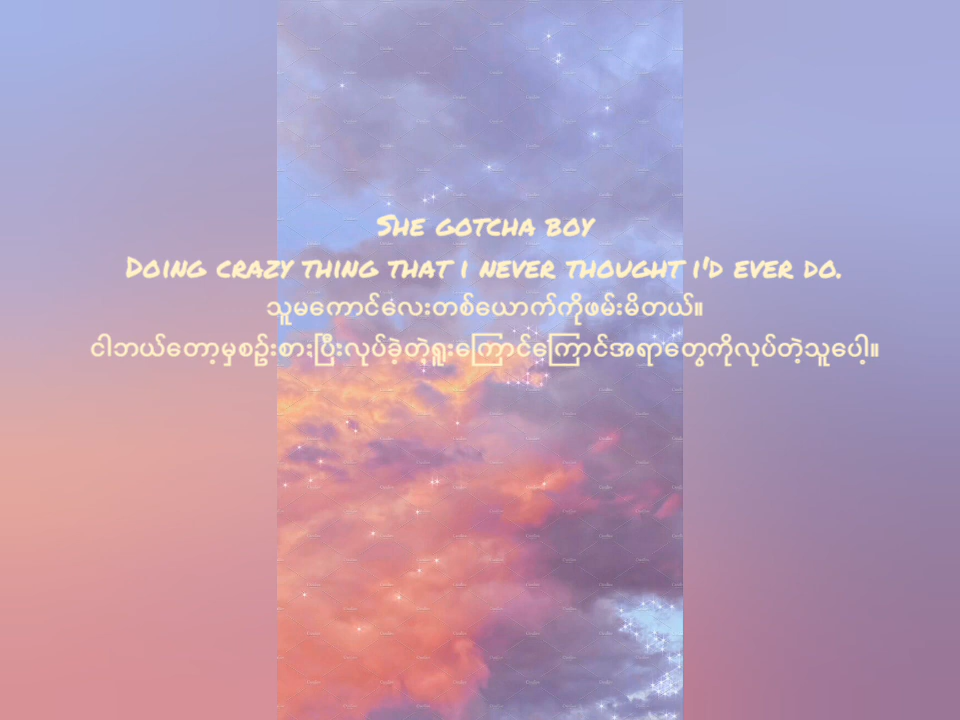 She gotcha boy
Doing crazy thing that i never thought i'd ever do.
သူမကောင်လေးတစ်ယောက်ကိုဖမ်းမိတယ်။
ငါဘယ်တော့မှစဥ်းစားပြီးလုပ်ခဲ့တဲ့ရူးကြောင်ကြောင်အရာတွေကိုလုပ်တဲ့သူပေါ့။